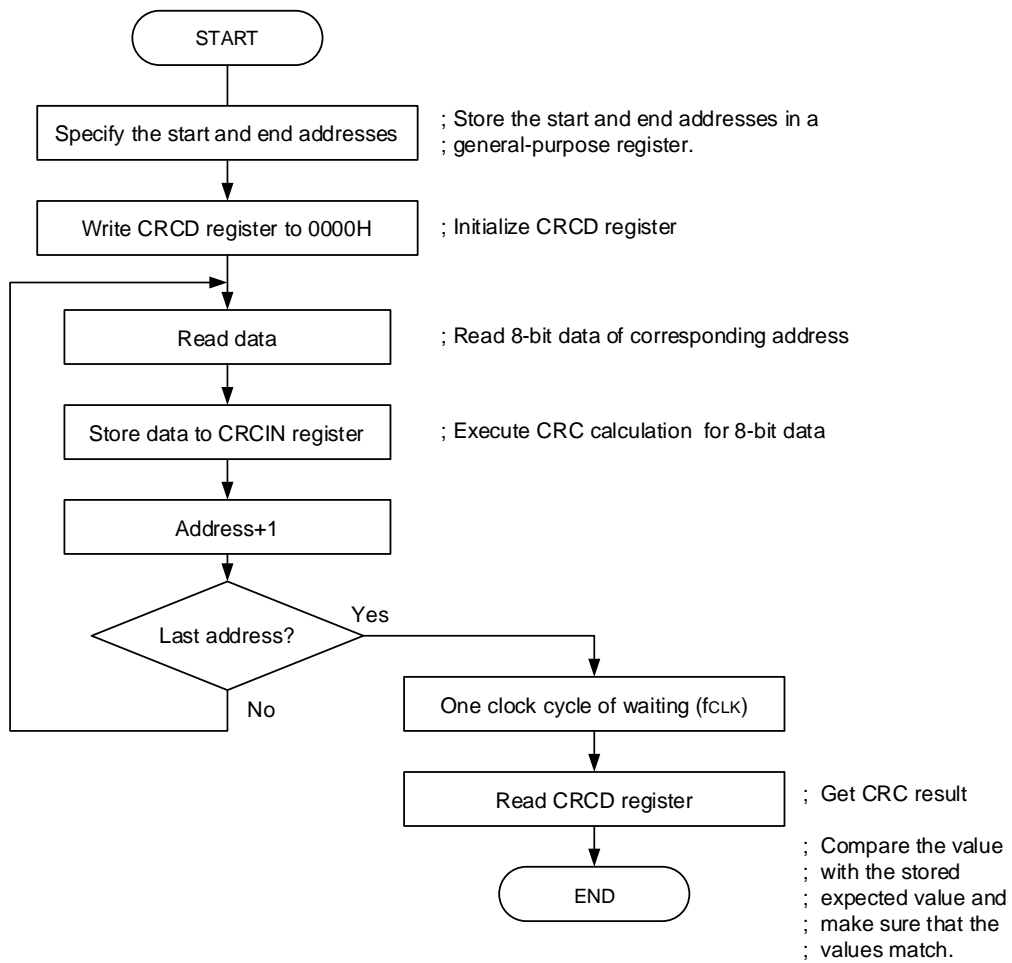 START
Specify the start and end addresses
; Store the start and end addresses in a
; general-purpose register.
Write CRCD register to 0000H
; Initialize CRCD register
Read data
; Read 8-bit data of corresponding address
Store data to CRCIN register
; Execute CRC calculation for 8-bit data
Address+1
Last address?
Yes
No
One clock cycle of waiting (fCLK)
Read CRCD register
; Get CRC result
; Compare the value
; with the stored
; expected value and
; make sure that the
; values match.
END